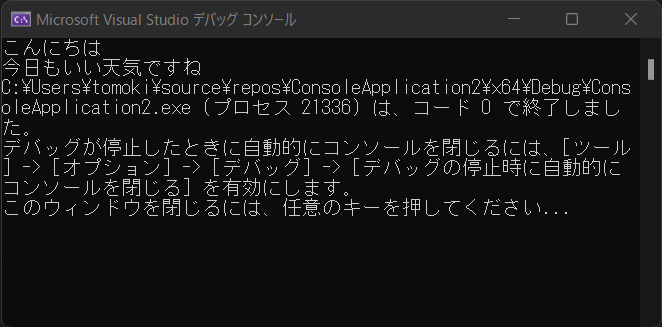 Microsoft Visual Studio デバッグ コンソール
こんにちは
今日もいい天気ですね
C:¥Users¥tomoki¥source¥repos¥ConsoleApplication2¥x64¥Debug¥Cons
oleApplication2.exe (プロセス 21336) は、コード 0 で終了しまし
た。
デバッグが停止したときに自動的にコンソールを閉じるには、[ツール
] -> [オプション] -> [デバッグ] -> [デバッグの停止時に自動的に
コンソールを閉じる] を有効にします。
このウィンドウを閉じるには、任意のキーを押してください...